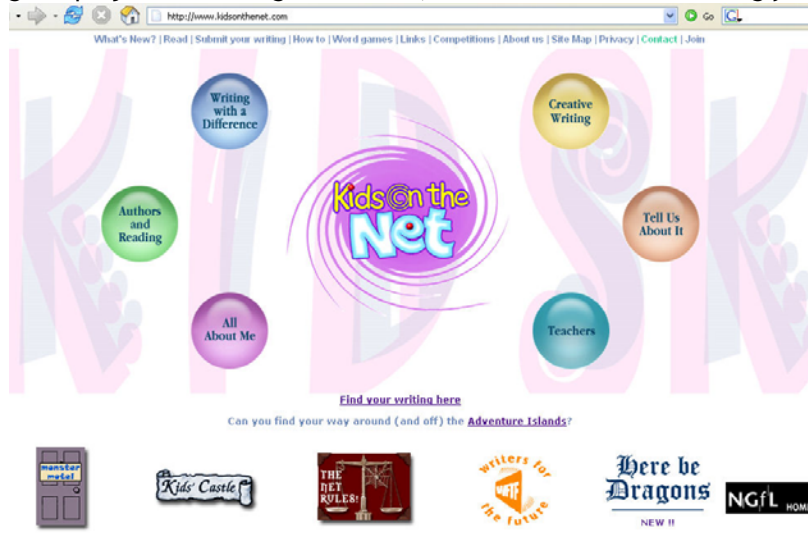 http://www.kidsonthenet.com
Go
What's New? | Read | Submit your writing | How to | Word games | Links | Competitions | About us | Site Map | Privacy | Contact | Join
KIDSK
Writing
with a
Difference
Creative
Writing
Authors
and
Reading
Kids on the
Net
Tell Us
About It
All
About Me
Teachers
Find your writing here
Can you find your way around (and off) the Adventure Islands?
monster
motel
Kids' Castle
THE
NET
RULES!
writers for
WFTF
the future
Here be
Dragons
NEW !!
NGfL HOM